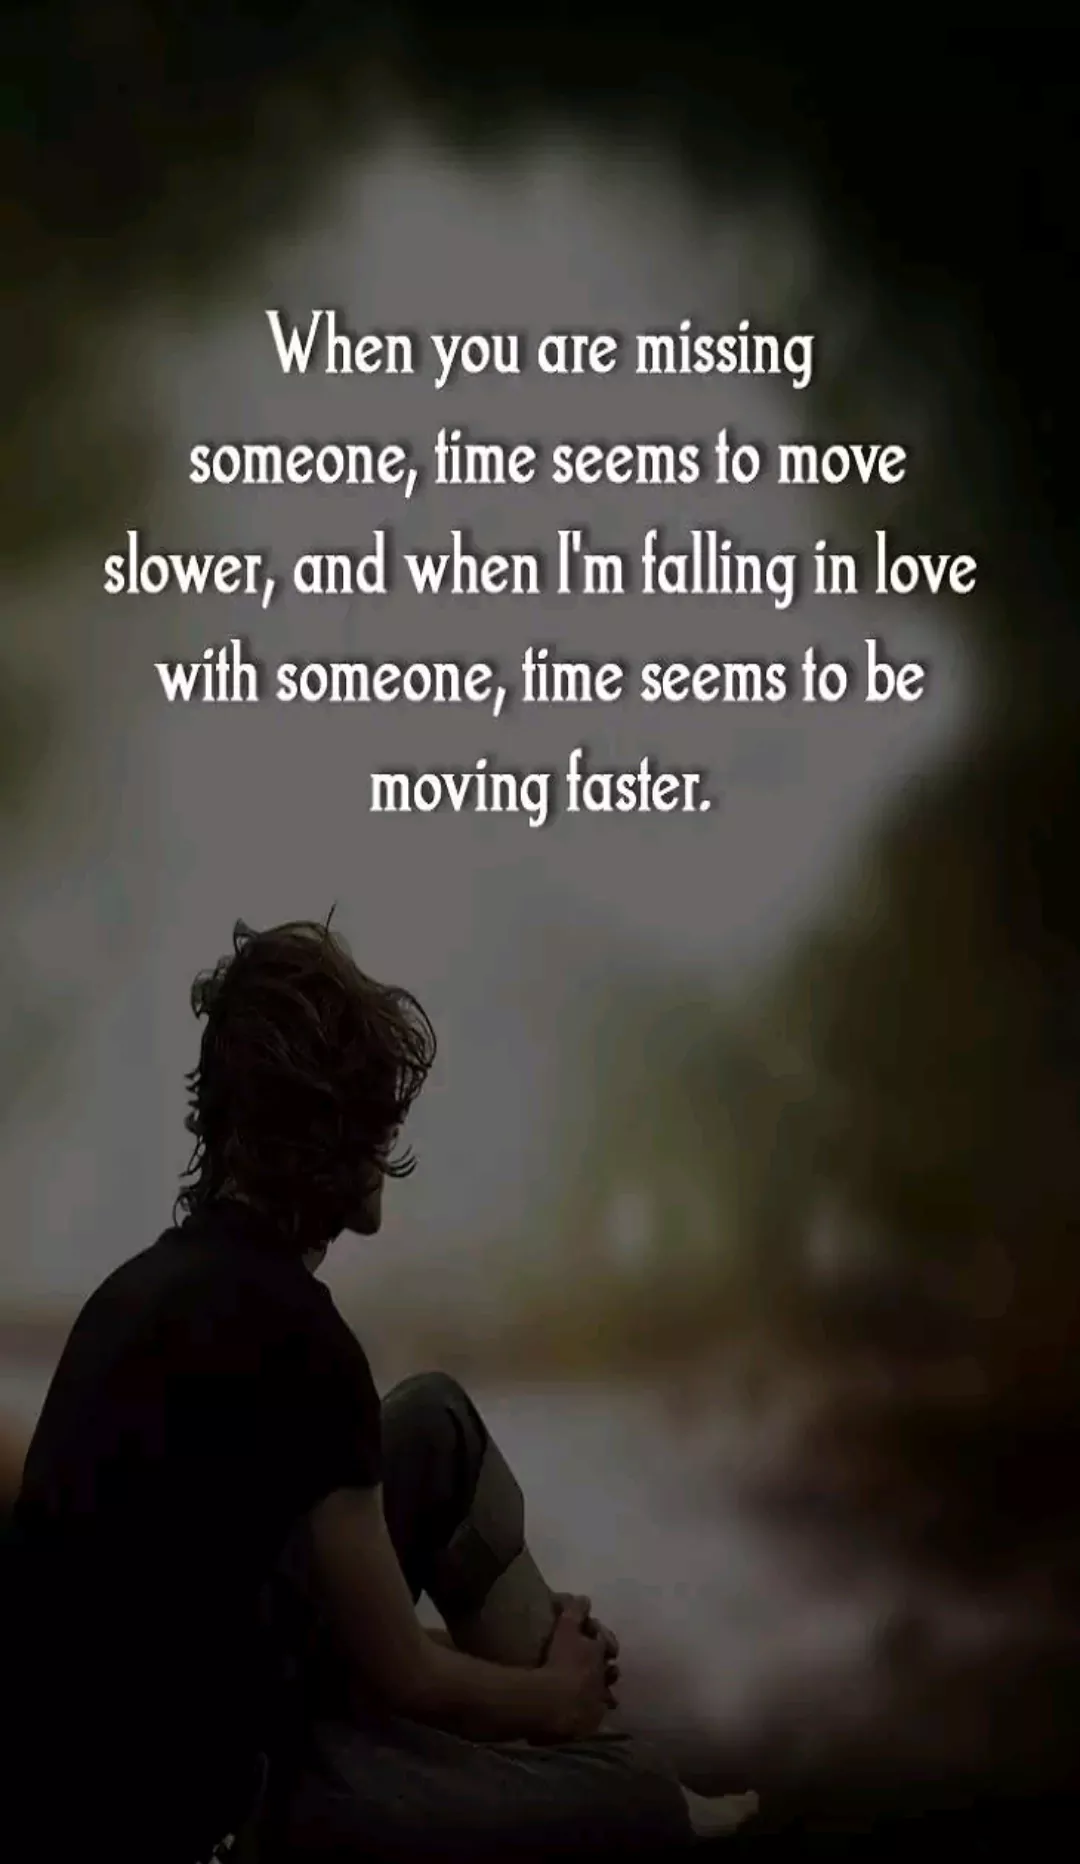 When you are missing
someone, time seems to move
slower, and when I'm falling in love
with someone, time seems to be
moving faster.